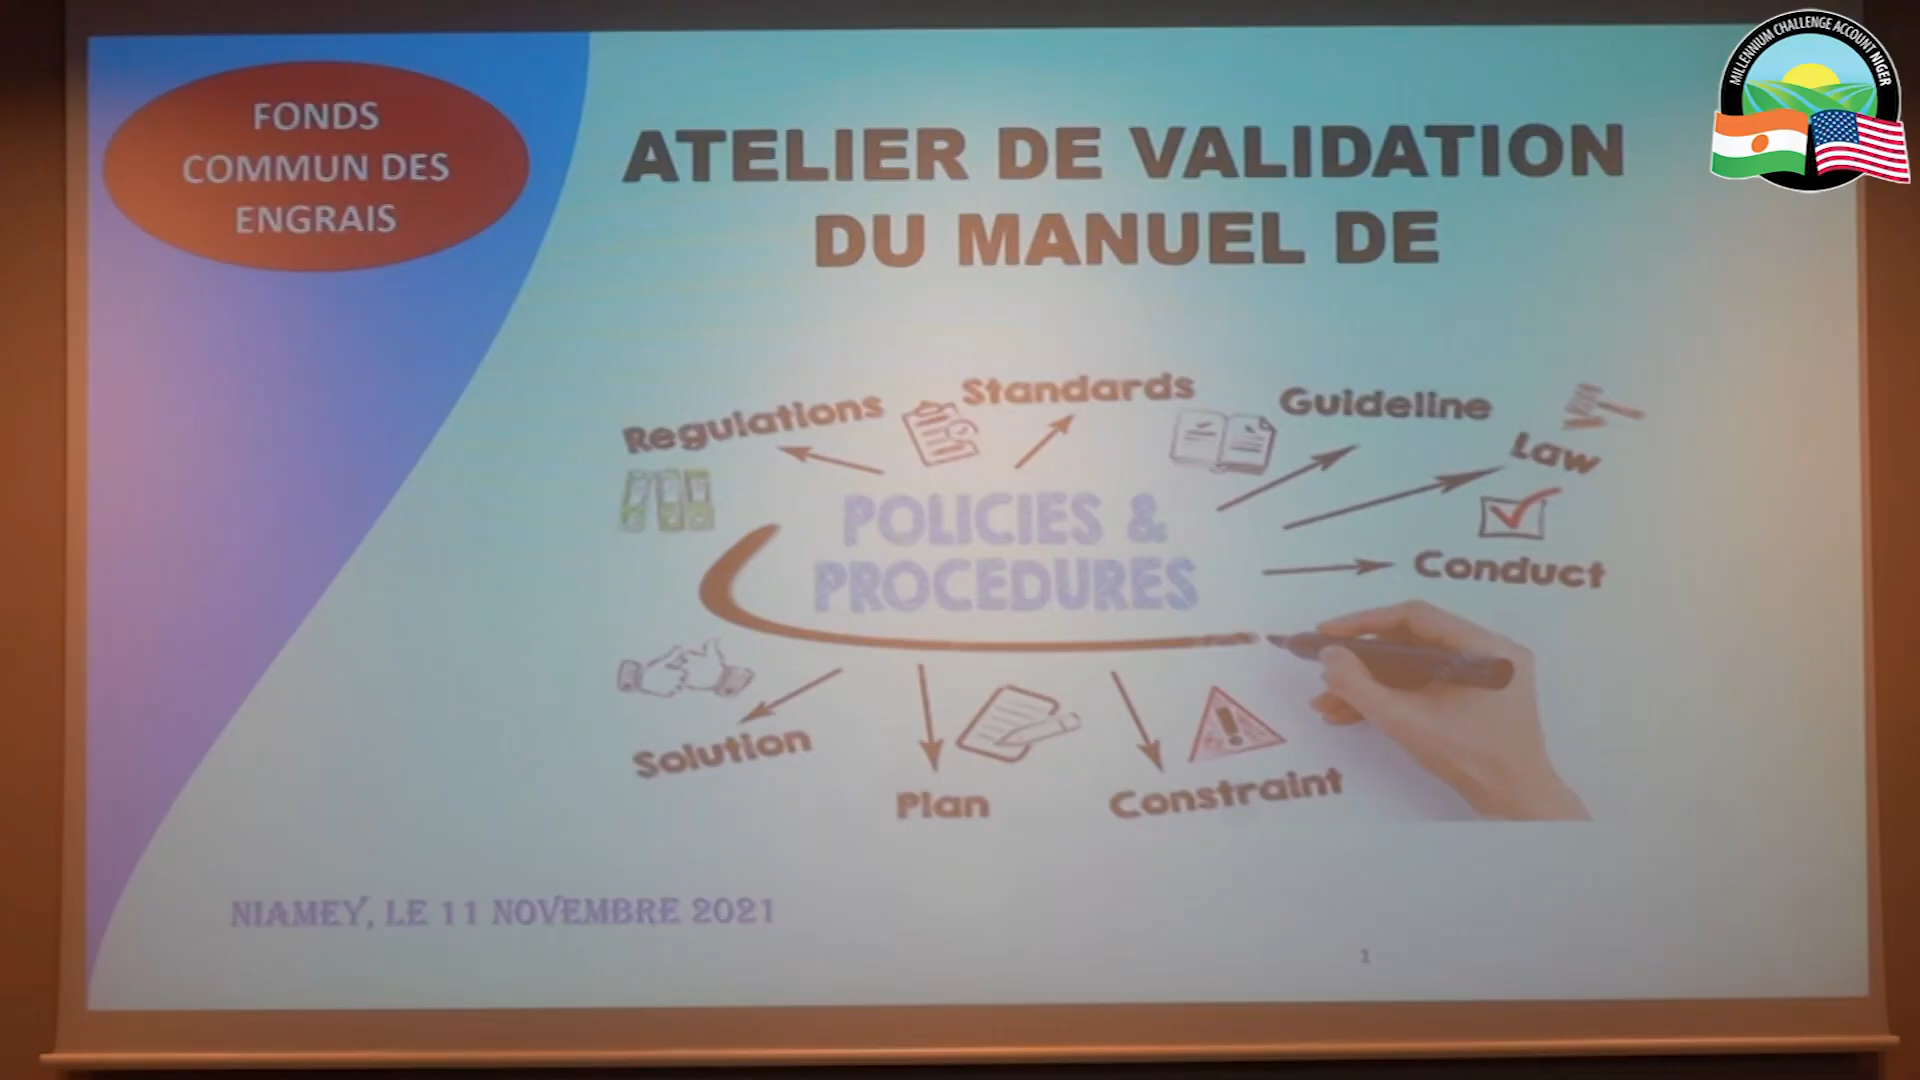 FONDS
COMMUN DES
ENGRAIS
ATELIER DE VALIDATION
DU MANUEL DE
Regulations
Standards
Guideline
Law
Conduct
POLICIES &
PROCEDURES
Solution
Plan
Constraint
NIAMEY, LE 11 NOVEMBRE 2021
1
MILLENNIUM CHALLENGE ACCOUNT NIGER